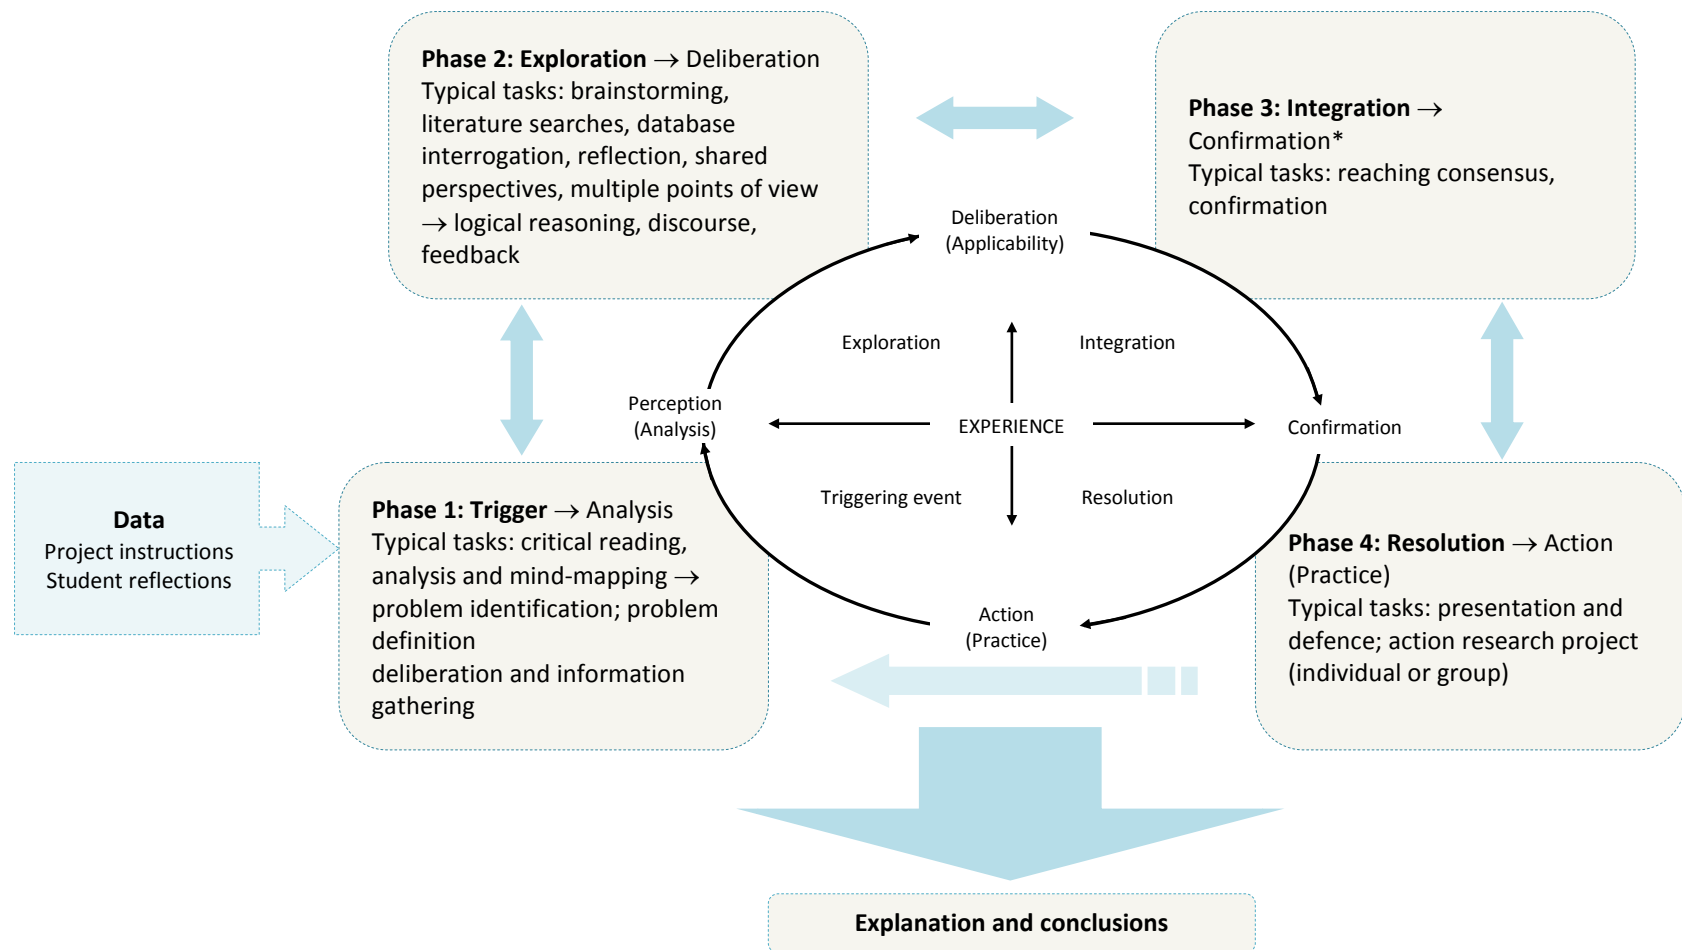 Phase 2: Exploration → Deliberation
Typical tasks: brainstorming,
literature searches, database
interrogation, reflection, shared
perspectives, multiple points of view
→ logical reasoning, discourse,
feedback
Phase 3: Integration →
Confirmation*
Typical tasks: reaching consensus,
confirmation
Deliberation
(Applicability)
Exploration
Integration
Perception
(Analysis)
EXPERIENCE
Confirmation
Triggering event
Resolution
Action
(Practice)
Data
Project instructions
Student reflections
Phase 1: Trigger → Analysis
Typical tasks: critical reading,
analysis and mind-mapping →
problem identification; problem
definition
deliberation and information
gathering
Phase 4: Resolution → Action
(Practice)
Typical tasks: presentation and
defence; action research project
(individual or group)
Explanation and conclusions